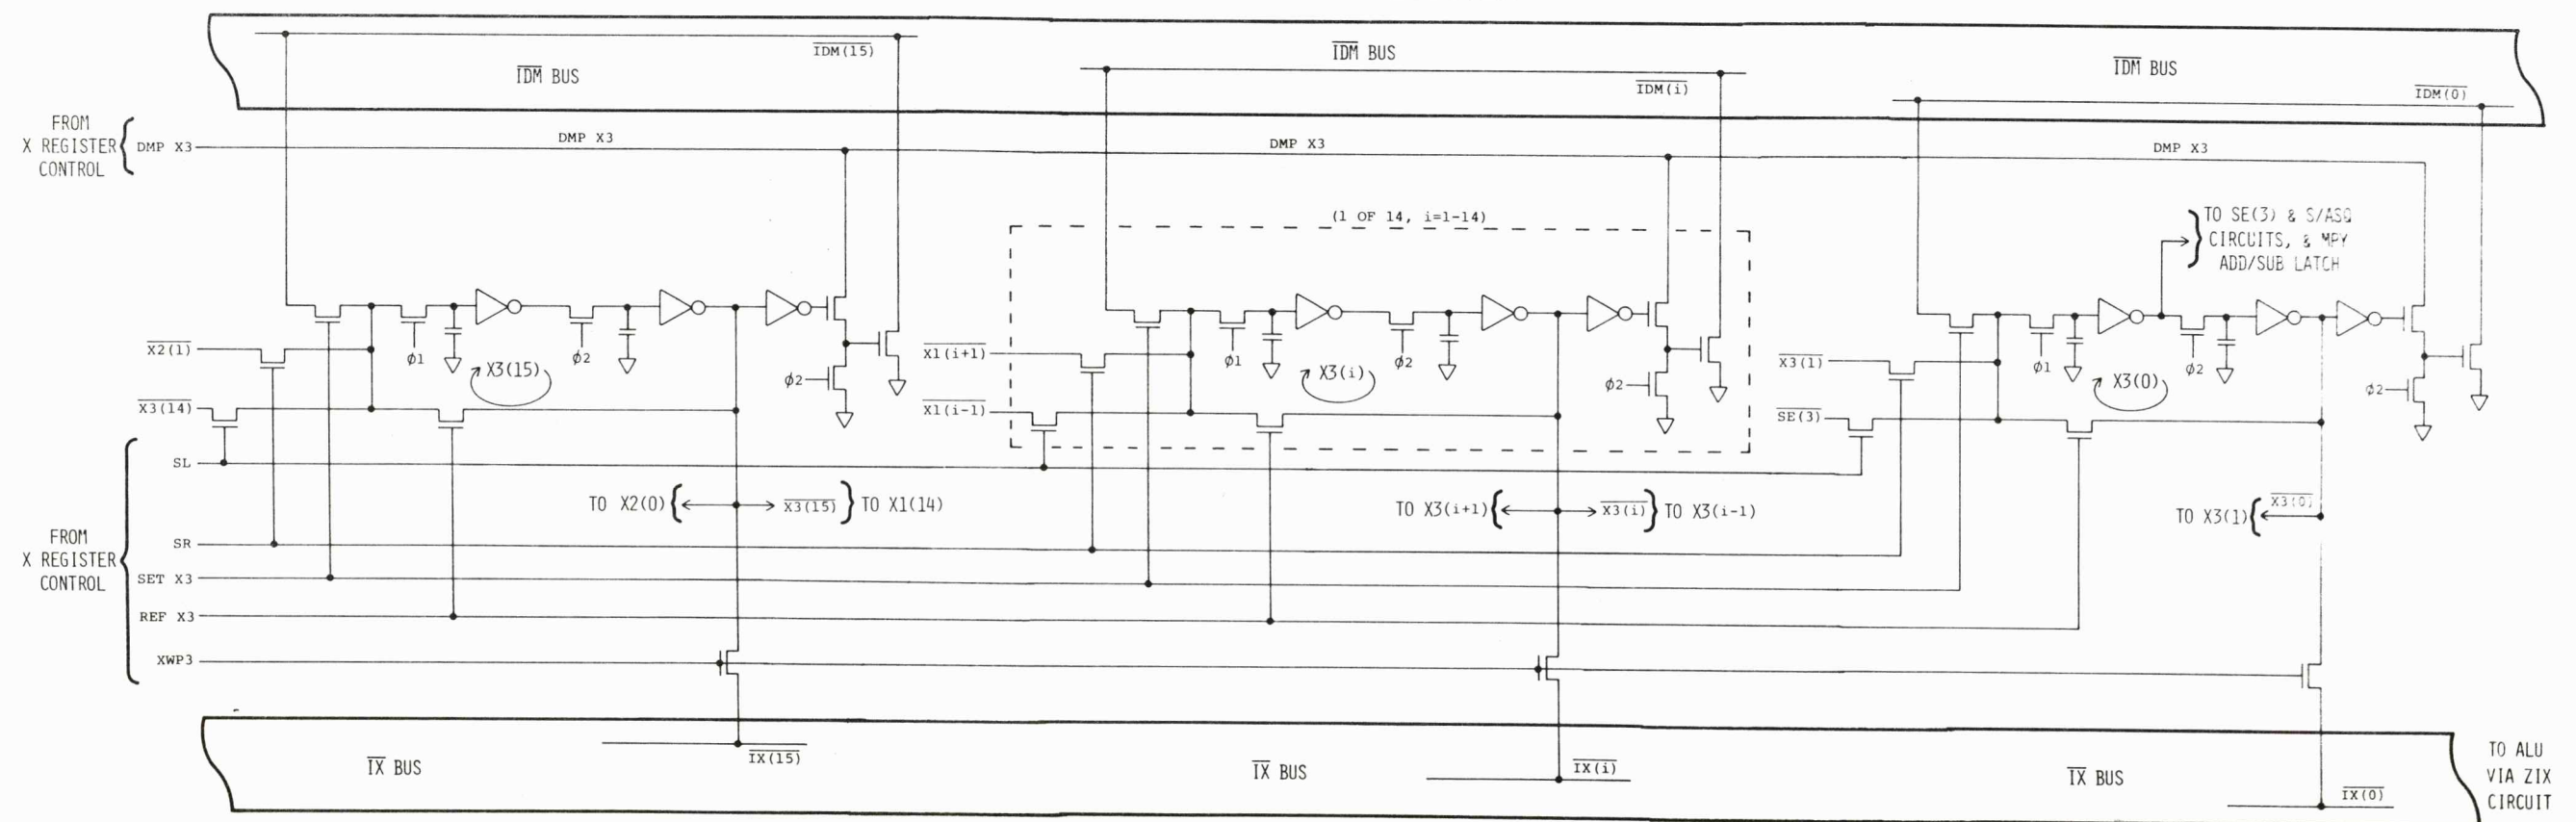 IDM BUS
IDM(15)
IDM BUS
IDM(i)
IDM BUS
IDM(0)
FROM
X REGISTER
CONTROL
DMP X3
DMP X3
DMP X3
DMP X3
(1 OF 14, i=1-14)
TO SE(3) & S/ASQ
CIRCUITS, & MPY
ADD/SUB LATCH
X2(1)
ϕ1
ϕ2
X3(15)
ϕ2
X3(14)
X1(i+1)
ϕ1
ϕ2
X3(i)
ϕ2
X1(i-1)
X3(1)
ϕ1
ϕ2
X3(0)
ϕ2
SE(3)
SL
TO X2(0)
X3(15)
TO X1(14)
TO X3(i+1)
X3(i)
TO X3(i-1)
TO X3(1)
X3(0)
FROM
X REGISTER
CONTROL
SR
SET X3
REF X3
XWP3
IX BUS
IX(15)
IX BUS
IX(i)
IX BUS
IX(0)
TO ALU
VIA ZIX
CIRCUIT